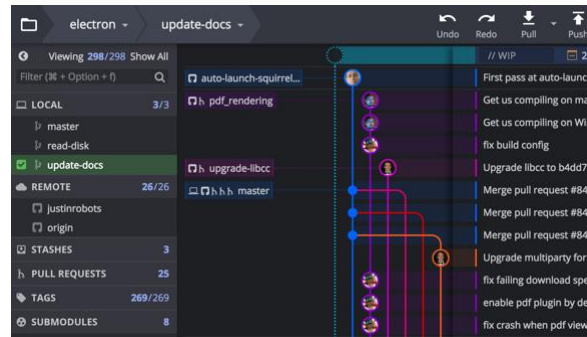 electron update-docs
Undo Redo Pull Push
Viewing 298/298 Show All
// WIP
Filter (⌘ + Option + f)
auto-launch-squirrel...
First pass at auto-launc
LOCAL 3/3
pdf_rendering
Get us compiling on ma
master
Get us compiling on Wi
read-disk
fix build config
update-docs
upgrade-libcc
Upgrade libcc to b4dd7
REMOTE 26/26
master
Merge pull request #84
justinrobots
Merge pull request #84
origin
Merge pull request #84
STASHES 3
Upgrade multiparty for
PULL REQUESTS 25
fix failing download spe
TAGS 269/269
enable pdf plugin by de
SUBMODULES 8
fix crash when pdf view